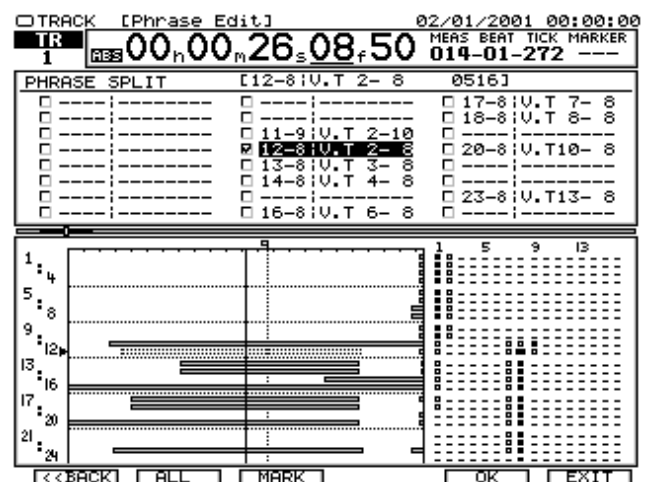 TRACK [Phrase Edit] 02/01/2001 00:00:00
TR 1 ABS 00h00m26s08f50 MEAS BEAT TICK MARKER
014-01-272 ---
PHRASE SPLIT [12-8¦V.T 2- 8 0516]
----¦-------- ----¦-------- 17-8¦V.T 7- 8
----¦-------- ----¦-------- 18-8¦V.T 8- 8
----¦-------- 11-9¦V.T 2-10 ----¦--------
----¦-------- 12-8¦V.T 2- 8 20-8¦V.T10- 8
----¦-------- 13-8¦V.T 3- 8 ----¦--------
----¦-------- 14-8¦V.T 4- 8 ----¦--------
----¦-------- ----¦-------- 23-8¦V.T13- 8
----¦-------- 16-8¦V.T 6- 8 ----¦--------
1 5 9 13
1
:4
5
:8
9
:12
13
:16
17
:20
21
:24
<<BACK ALL MARK OK EXIT